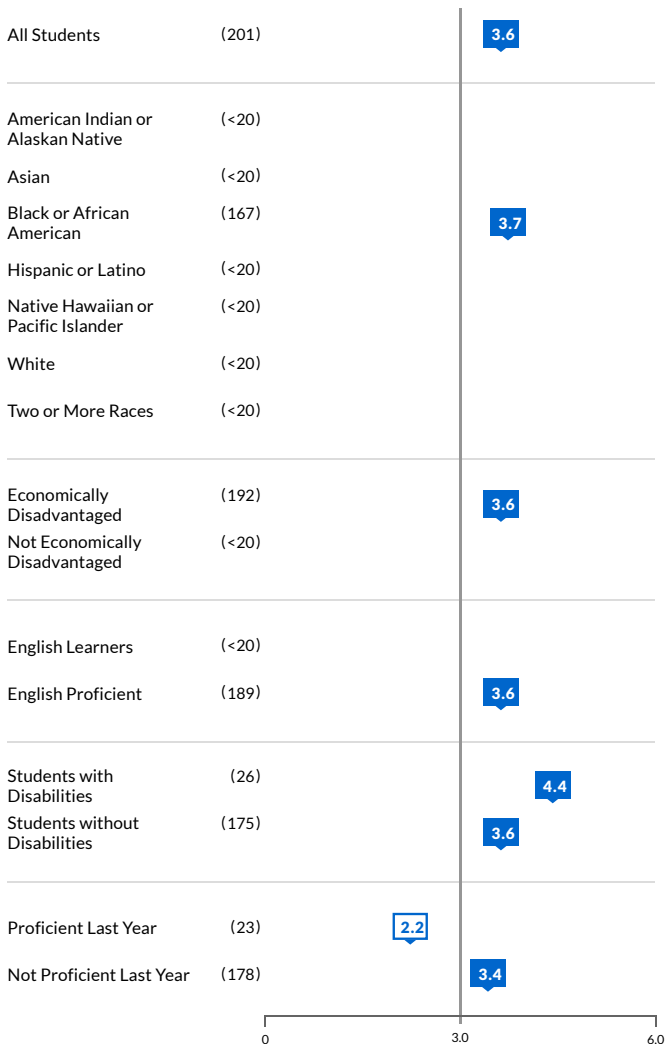 All Students (201) 3.6
American Indian or (<20)
Alaskan Native
Asian (<20)
Black or African (167) 3.7
American
Hispanic or Latino (<20)
Native Hawaiian or (<20)
Pacific Islander
White (<20)
Two or More Races (<20)
Economically (192) 3.6
Disadvantaged
Not Economically (<20)
Disadvantaged
English Learners (<20)
English Proficient (189) 3.6
Students with (26) 4.4
Disabilities
Students without (175) 3.6
Disabilities
Proficient Last Year (23) 2.2
Not Proficient Last Year (178) 3.4
0 3.0 6.0